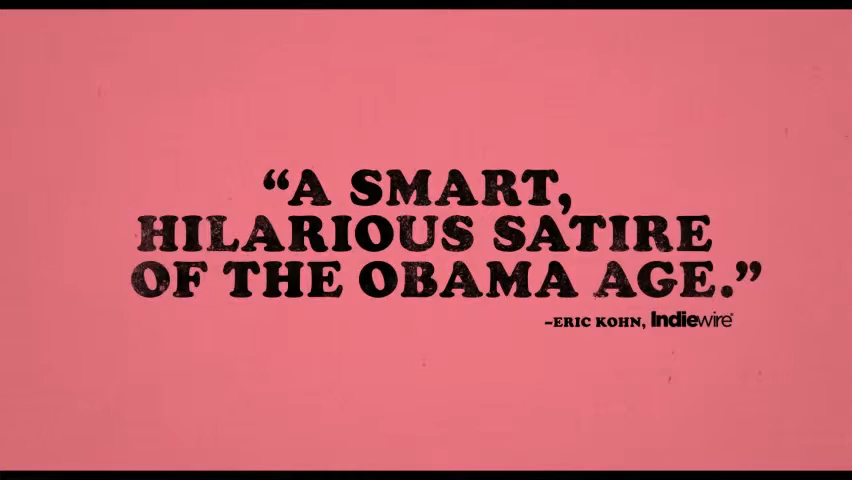 “A SMART,
HILARIOUS SATIRE
OF THE OBAMA AGE.”
–ERIC KOHN, Indiewire®